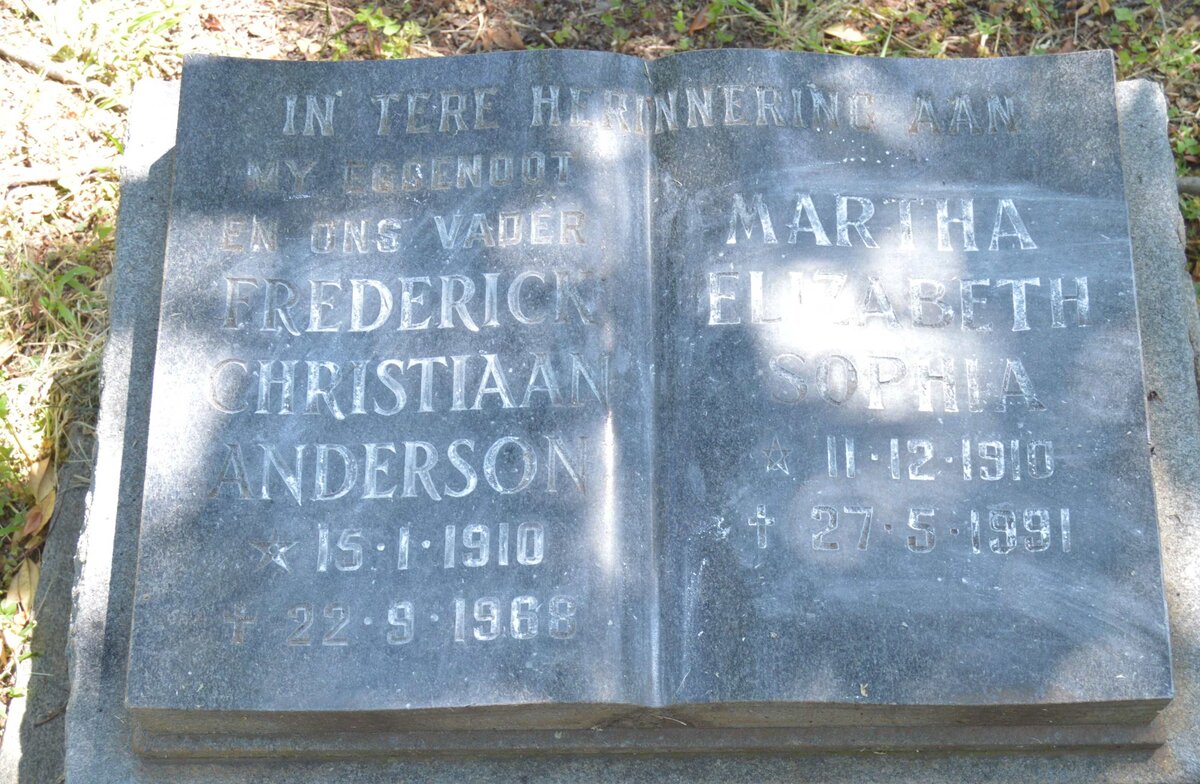 IN TERE HERINNERING AAN
MY EGGENOOT
EN ONS VADER
FREDERICK
CHRISTIAAN
ANDERSON
☆ 15·1·1910
✝ 22·9·1968
MARTHA
ELIZABETH
SOPHIA
☆ 11·12·1910
✝ 27·5·1991